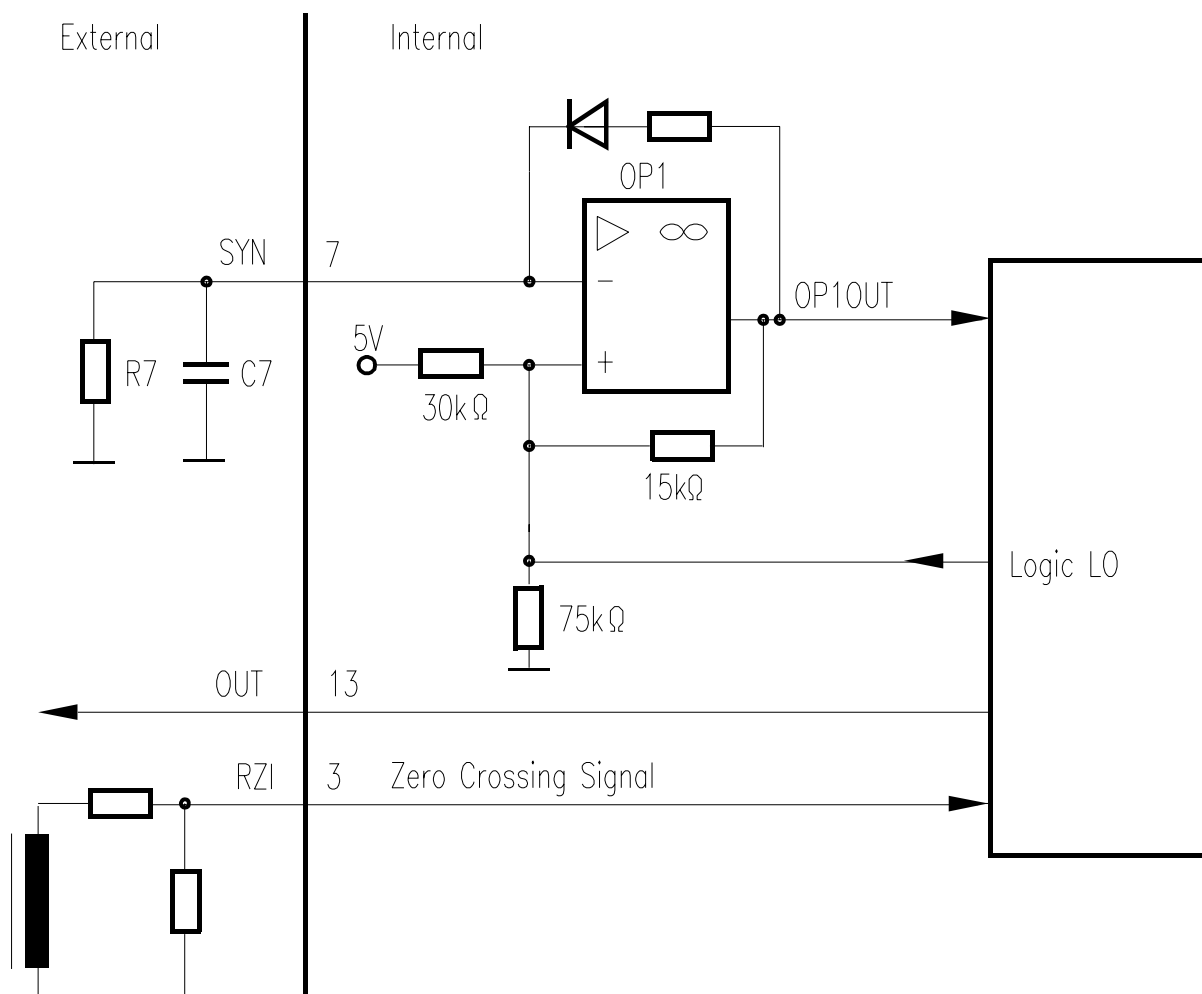 External
Internal
OP1
SYN
7
OP1OUT
5V
R7
C7
− ∞
+
30kΩ
15kΩ
Logic LO
75kΩ
OUT
13
RZI
3
Zero Crossing Signal